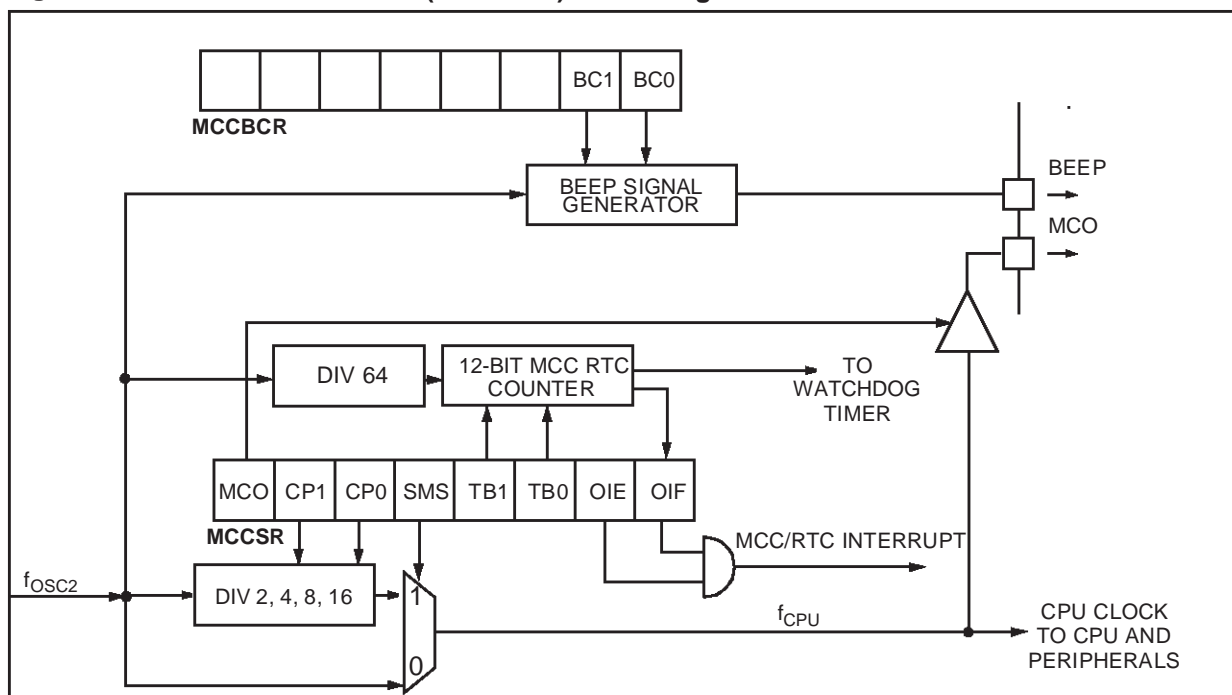 BC1 BC0
MCCBCR
BEEP SIGNAL
GENERATOR
BEEP
MCO
DIV 64
12-BIT MCC RTC
COUNTER
TO
WATCHDOG
TIMER
MCO CP1 CP0 SMS TB1 TB0 OIE OIF
MCCSR
MCC/RTC INTERRUPT
fOSC2
DIV 2, 4, 8, 16
1
0
fCPU
CPU CLOCK
TO CPU AND
PERIPHERALS